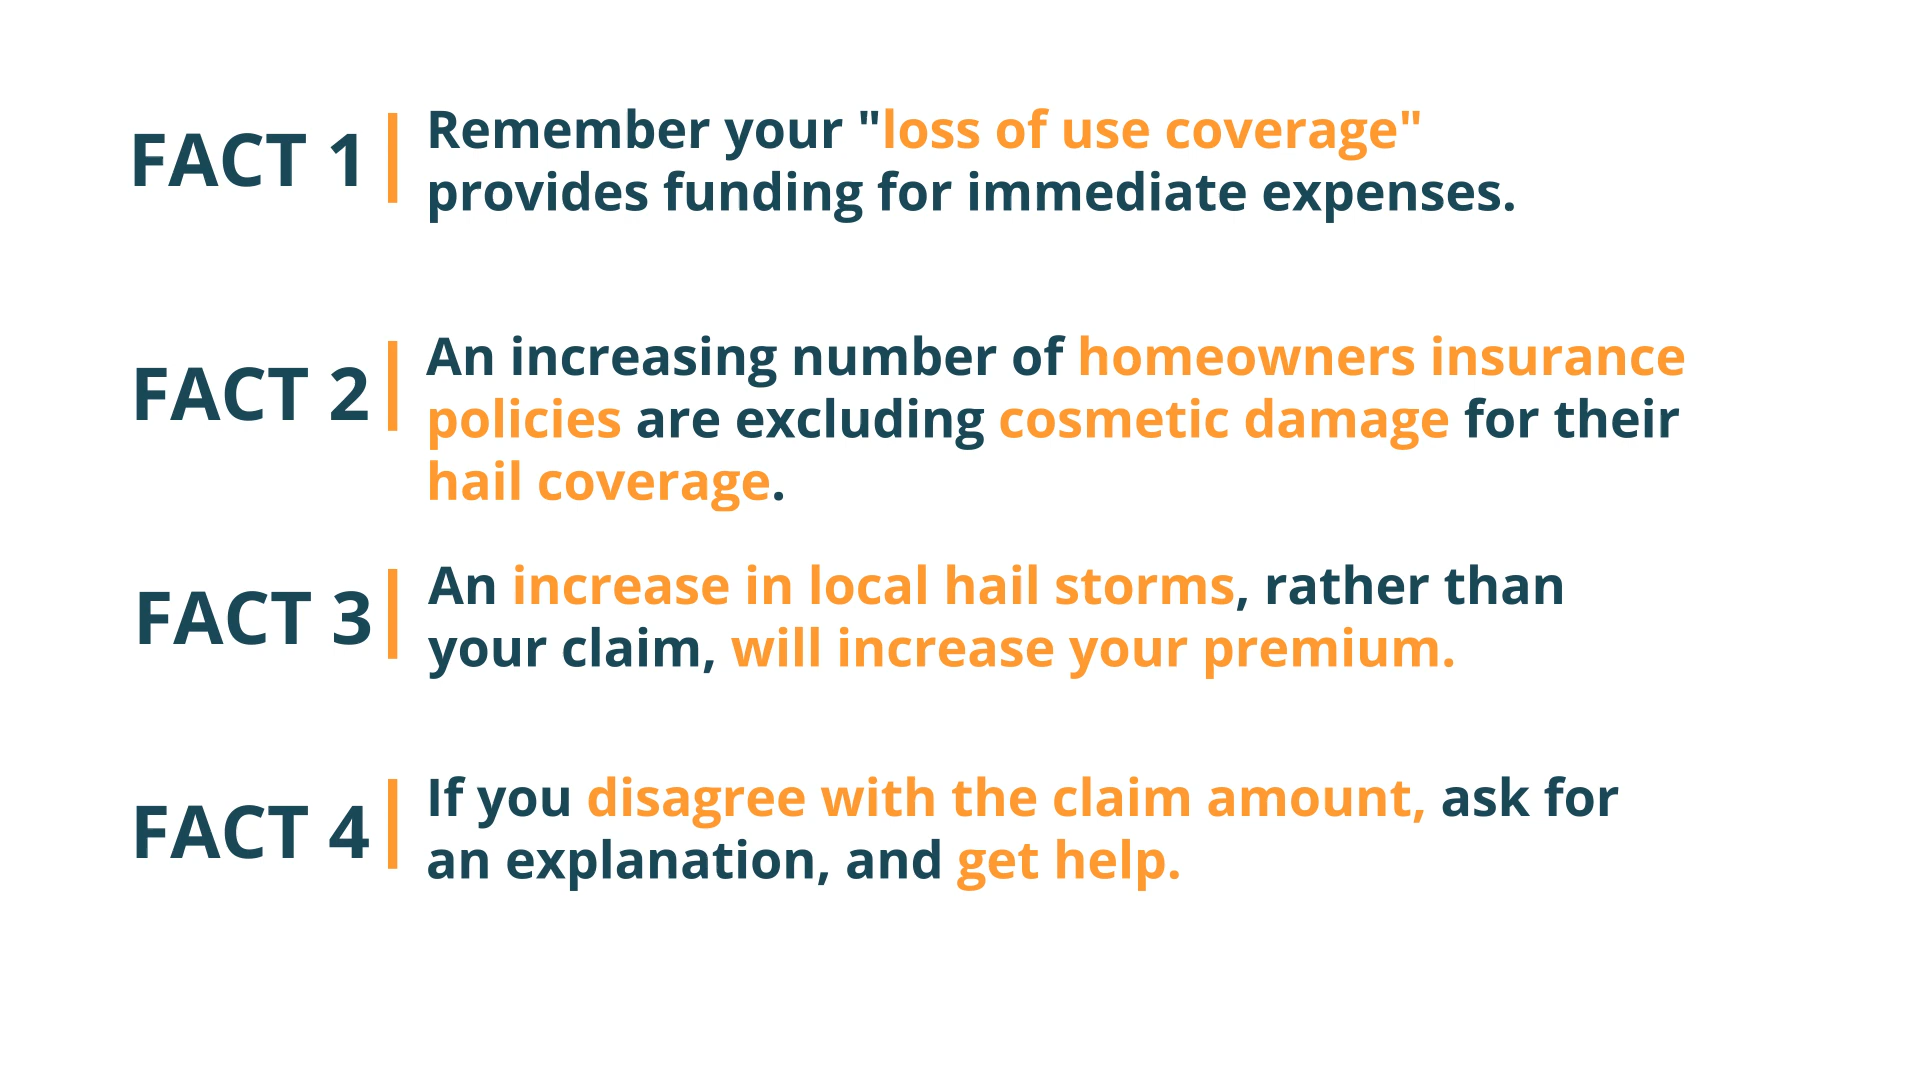 FACT 1
Remember your "loss of use coverage"
provides funding for immediate expenses.
FACT 2
An increasing number of homeowners insurance
policies are excluding cosmetic damage for their
hail coverage.
FACT 3
An increase in local hail storms, rather than
your claim, will increase your premium.
FACT 4
If you disagree with the claim amount, ask for
an explanation, and get help.